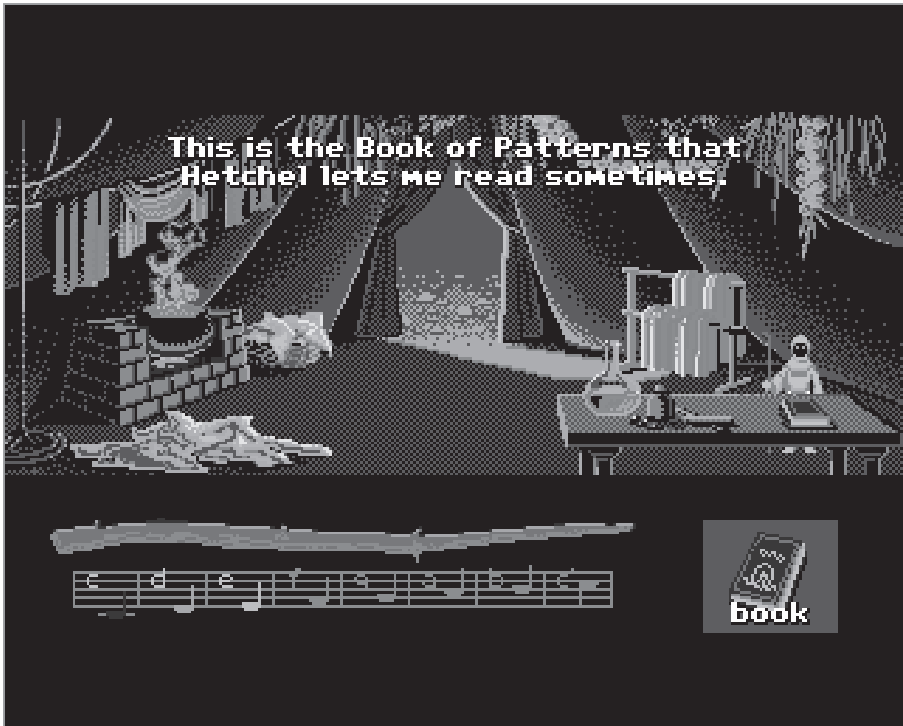 This is the Book of Patterns that
Hetchel lets me read sometimes.
c d e f g a b c
book